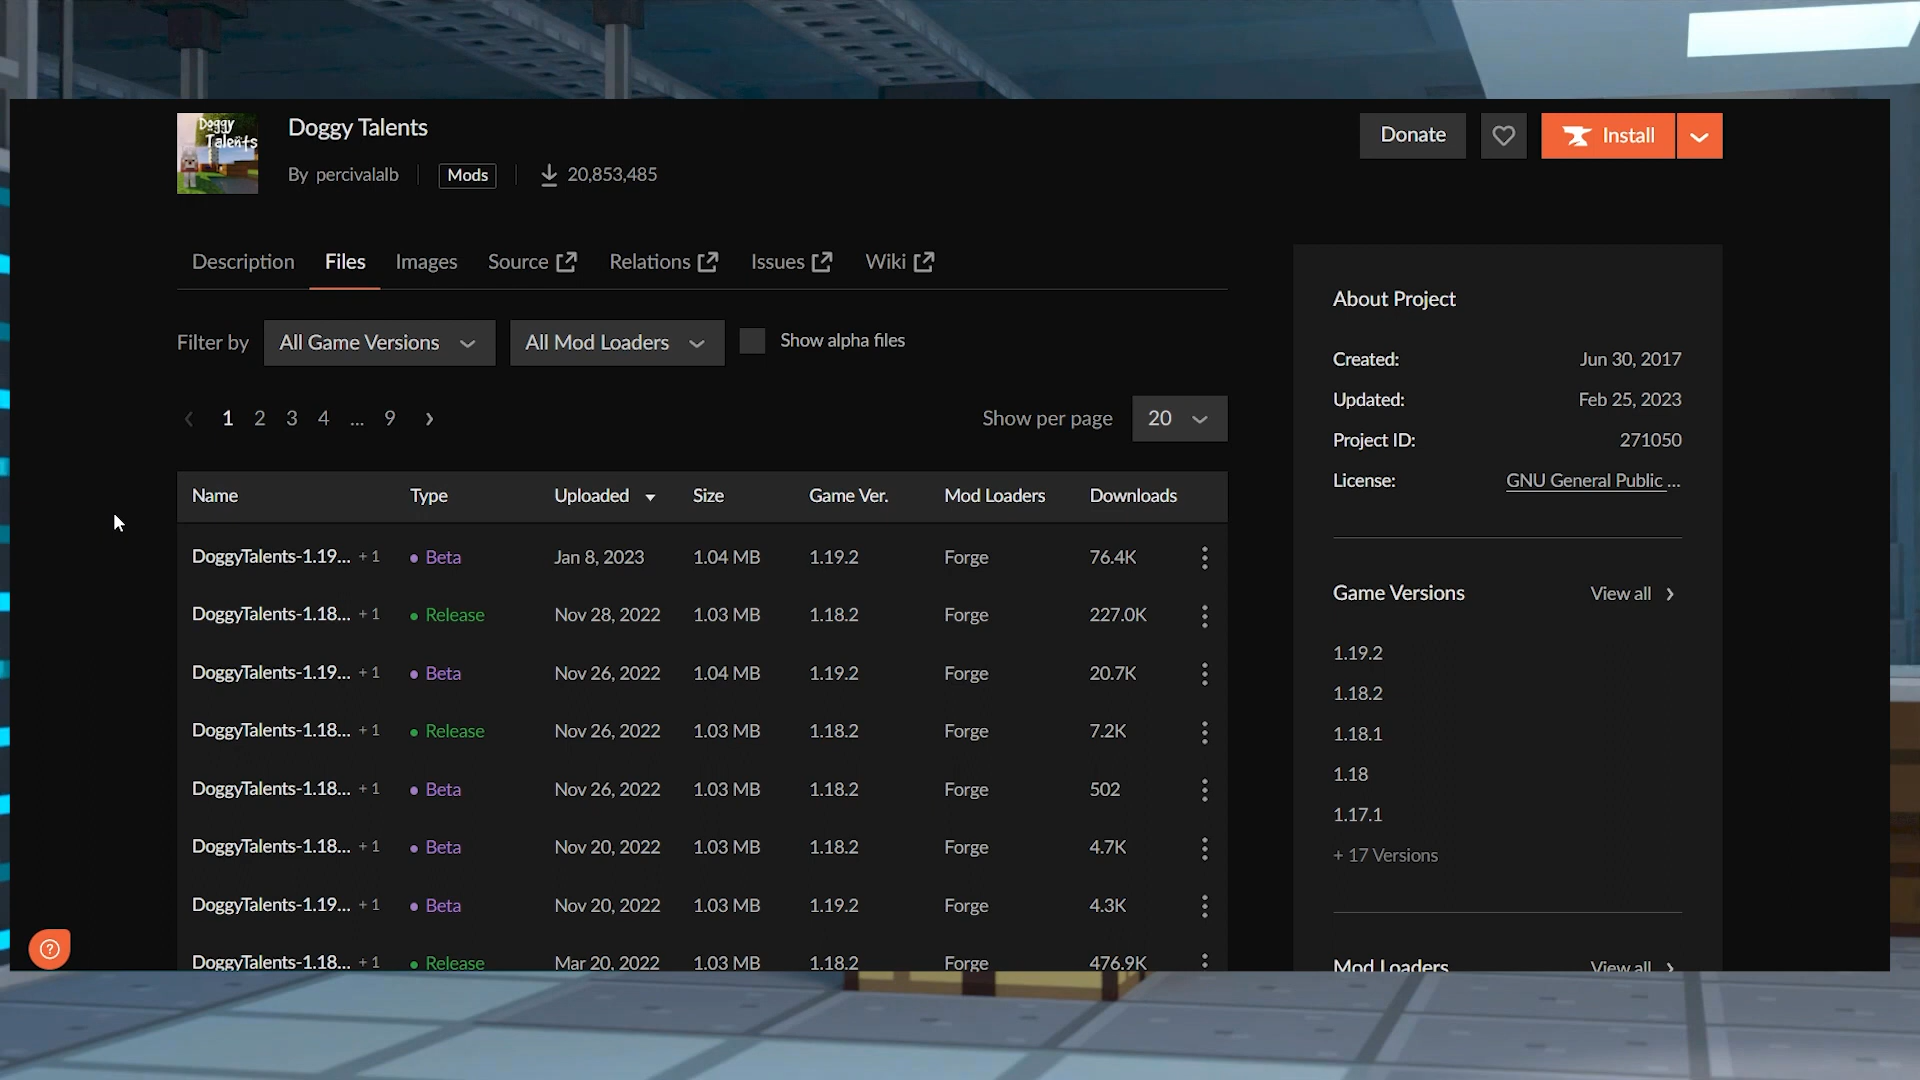 Doggy
Talents
Doggy Talents
By percivalalb
Mods
20,853,485
Donate
Install
Description
Files
Images
Source
Relations
Issues
Wiki
Filter by
All Game Versions
All Mod Loaders
Show alpha files
1 2 3 4 ... 9
Show per page
20
Name Type Uploaded Size Game Ver. Mod Loaders Downloads
DoggyTalents-1.19... + 1 Beta Jan 8, 2023 1.04 MB 1.19.2 Forge 76.4K
DoggyTalents-1.18... + 1 Release Nov 28, 2022 1.03 MB 1.18.2 Forge 227.0K
DoggyTalents-1.19... + 1 Beta Nov 26, 2022 1.04 MB 1.19.2 Forge 20.7K
DoggyTalents-1.18... + 1 Release Nov 26, 2022 1.03 MB 1.18.2 Forge 7.2K
DoggyTalents-1.18... + 1 Beta Nov 26, 2022 1.03 MB 1.18.2 Forge 502
DoggyTalents-1.18... + 1 Beta Nov 20, 2022 1.03 MB 1.18.2 Forge 4.7K
DoggyTalents-1.19... + 1 Beta Nov 20, 2022 1.03 MB 1.19.2 Forge 4.3K
DoggyTalents-1.18... + 1 Release Mar 20, 2022 1.03 MB 1.18.2 Forge 476.9K
About Project
Created: Jun 30, 2017
Updated: Feb 25, 2023
Project ID: 271050
License: GNU General Public ...
Game Versions View all
1.19.2
1.18.2
1.18.1
1.18
1.17.1
+ 17 Versions
Mod Loaders View all